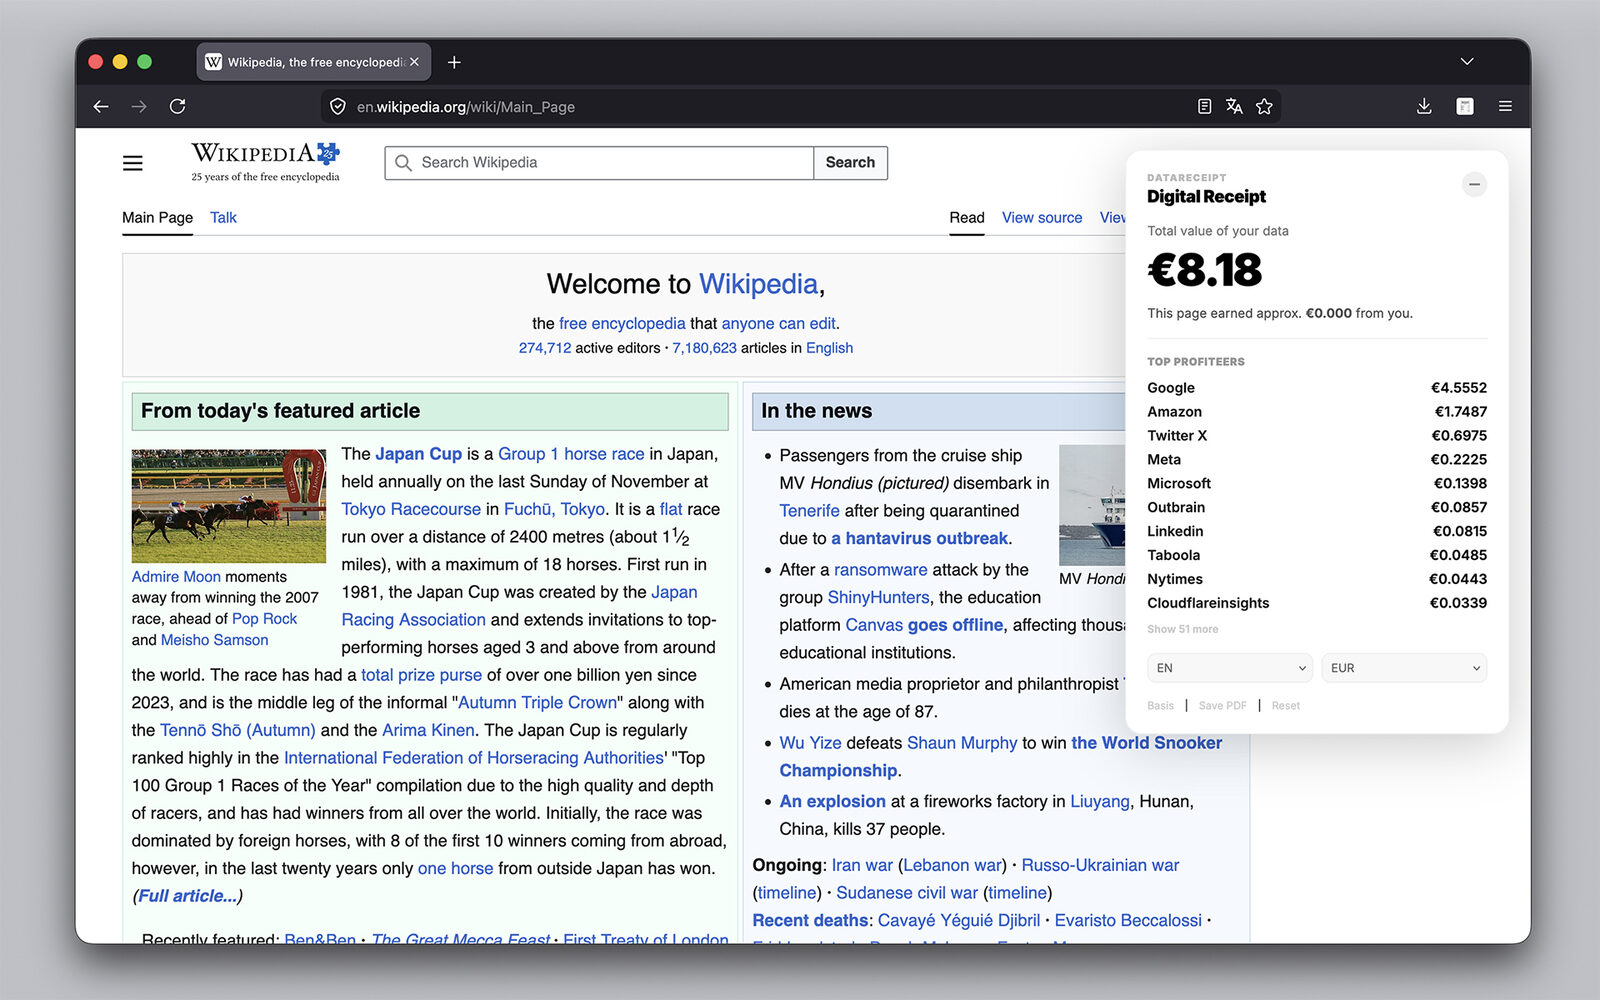 Wikipedia, the free encyclopedi
en.wikipedia.org/wiki/Main_Page
WIKIPEDIA 25
25 years of the free encyclopedia
Search Wikipedia
Search
Main Page Talk
Read View source View
Welcome to Wikipedia,
the free encyclopedia that anyone can edit.
274,712 active editors · 7,180,623 articles in English
From today's featured article
The Japan Cup is a Group 1 horse race in Japan,
held annually on the last Sunday of November at
Tokyo Racecourse in Fuchū, Tokyo. It is a flat race
run over a distance of 2400 metres (about 1½
miles), with a maximum of 18 horses. First run in
1981, the Japan Cup was created by the Japan
Racing Association and extends invitations to top-
performing horses aged 3 and above from around
the world. The race has had a total prize purse of over one billion yen since
2023, and is the middle leg of the informal "Autumn Triple Crown" along with
the Tennō Shō (Autumn) and the Arima Kinen. The Japan Cup is regularly
ranked highly in the International Federation of Horseracing Authorities' "Top
100 Group 1 Races of the Year" compilation due to the high quality and depth
of racers, and has had winners from all over the world. Initially, the race was
dominated by foreign horses, with 8 of the first 10 winners coming from abroad,
however, in the last twenty years only one horse from outside Japan has won.
(Full article...)
Admire Moon moments
away from winning the 2007
race, ahead of Pop Rock
and Meisho Samson
Recently featured: Ben&Ben · The Great Mecca Feast · First Treaty of London
In the news
Passengers from the cruise ship
MV Hondius (pictured) disembark in
Tenerife after being quarantined
due to a hantavirus outbreak.
MV Hondi
After a ransomware attack by the
group ShinyHunters, the education
platform Canvas goes offline, affecting thousa
educational institutions.
American media proprietor and philanthropist
dies at the age of 87.
Wu Yize defeats Shaun Murphy to win the World Snooker
Championship.
An explosion at a fireworks factory in Liuyang, Hunan,
China, kills 37 people.
Ongoing: Iran war (Lebanon war) · Russo-Ukrainian war
(timeline) · Sudanese civil war (timeline)
Recent deaths: Cavayé Yéguié Djibril · Evaristo Beccalossi ·
DATARECEIPT
Digital Receipt
Total value of your data
€8.18
This page earned approx. €0.000 from you.
TOP PROFITEERS
Google €4.5552
Amazon €1.7487
Twitter X €0.6975
Meta €0.2225
Microsoft €0.1398
Outbrain €0.0857
Linkedin €0.0815
Taboola €0.0485
Nytimes €0.0443
Cloudflareinsights €0.0339
Show 51 more
EN EUR
Basis | Save PDF | Reset